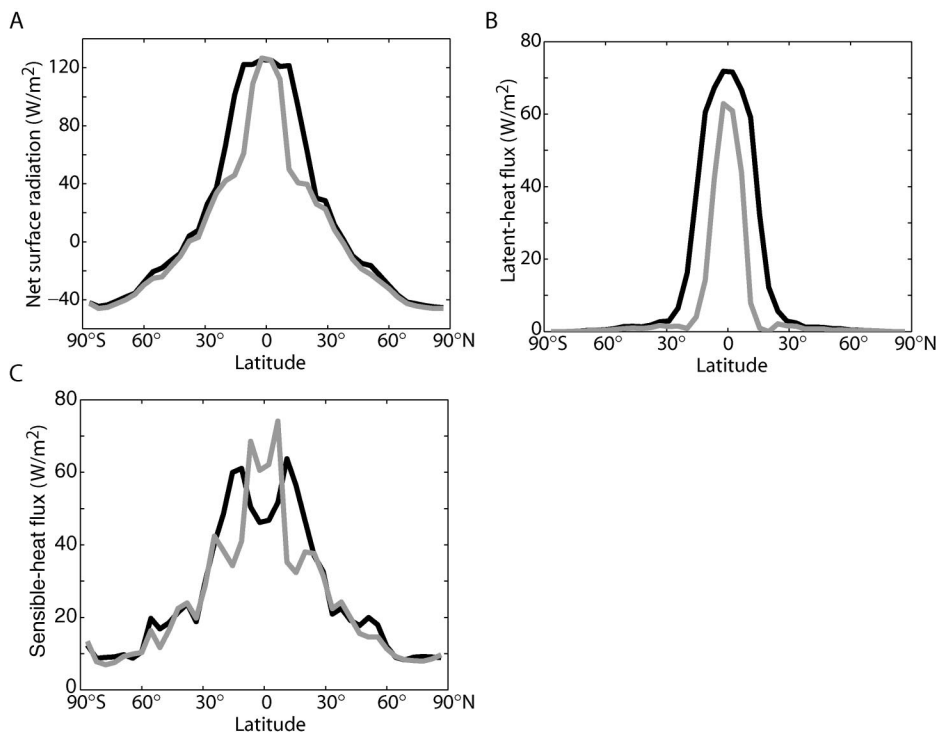 A
Net surface radiation (W/m2)
120
80
40
0
−40
90°S 60° 30° 0 30° 60° 90°N
Latitude
B
Latent-heat flux (W/m2)
80
60
40
20
0
90°S 60° 30° 0 30° 60° 90°N
Latitude
C
Sensible-heat flux (W/m2)
80
60
40
20
0
90°S 60° 30° 0 30° 60° 90°N
Latitude